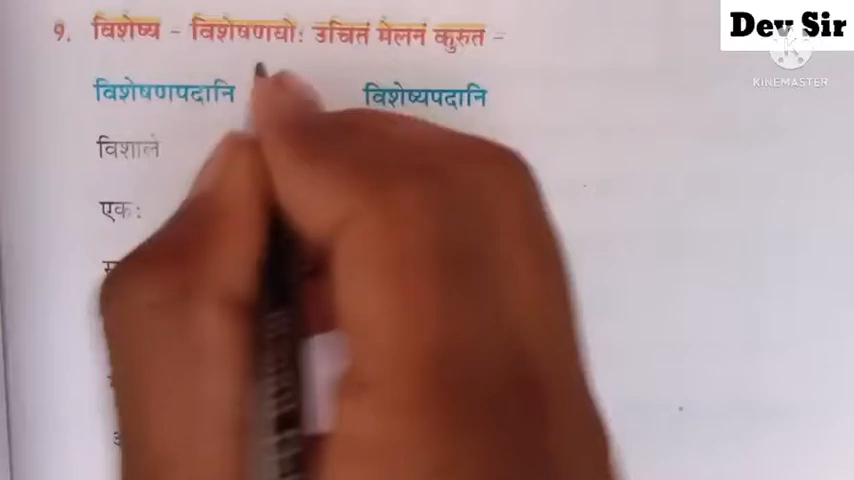 Dev Sir
KINEMASTER
9. विशेष्य - विशेषणयोः उचितं मेलनं कुरुत -
विशेषणपदानि विशेष्यपदानि
विशाले
एकः